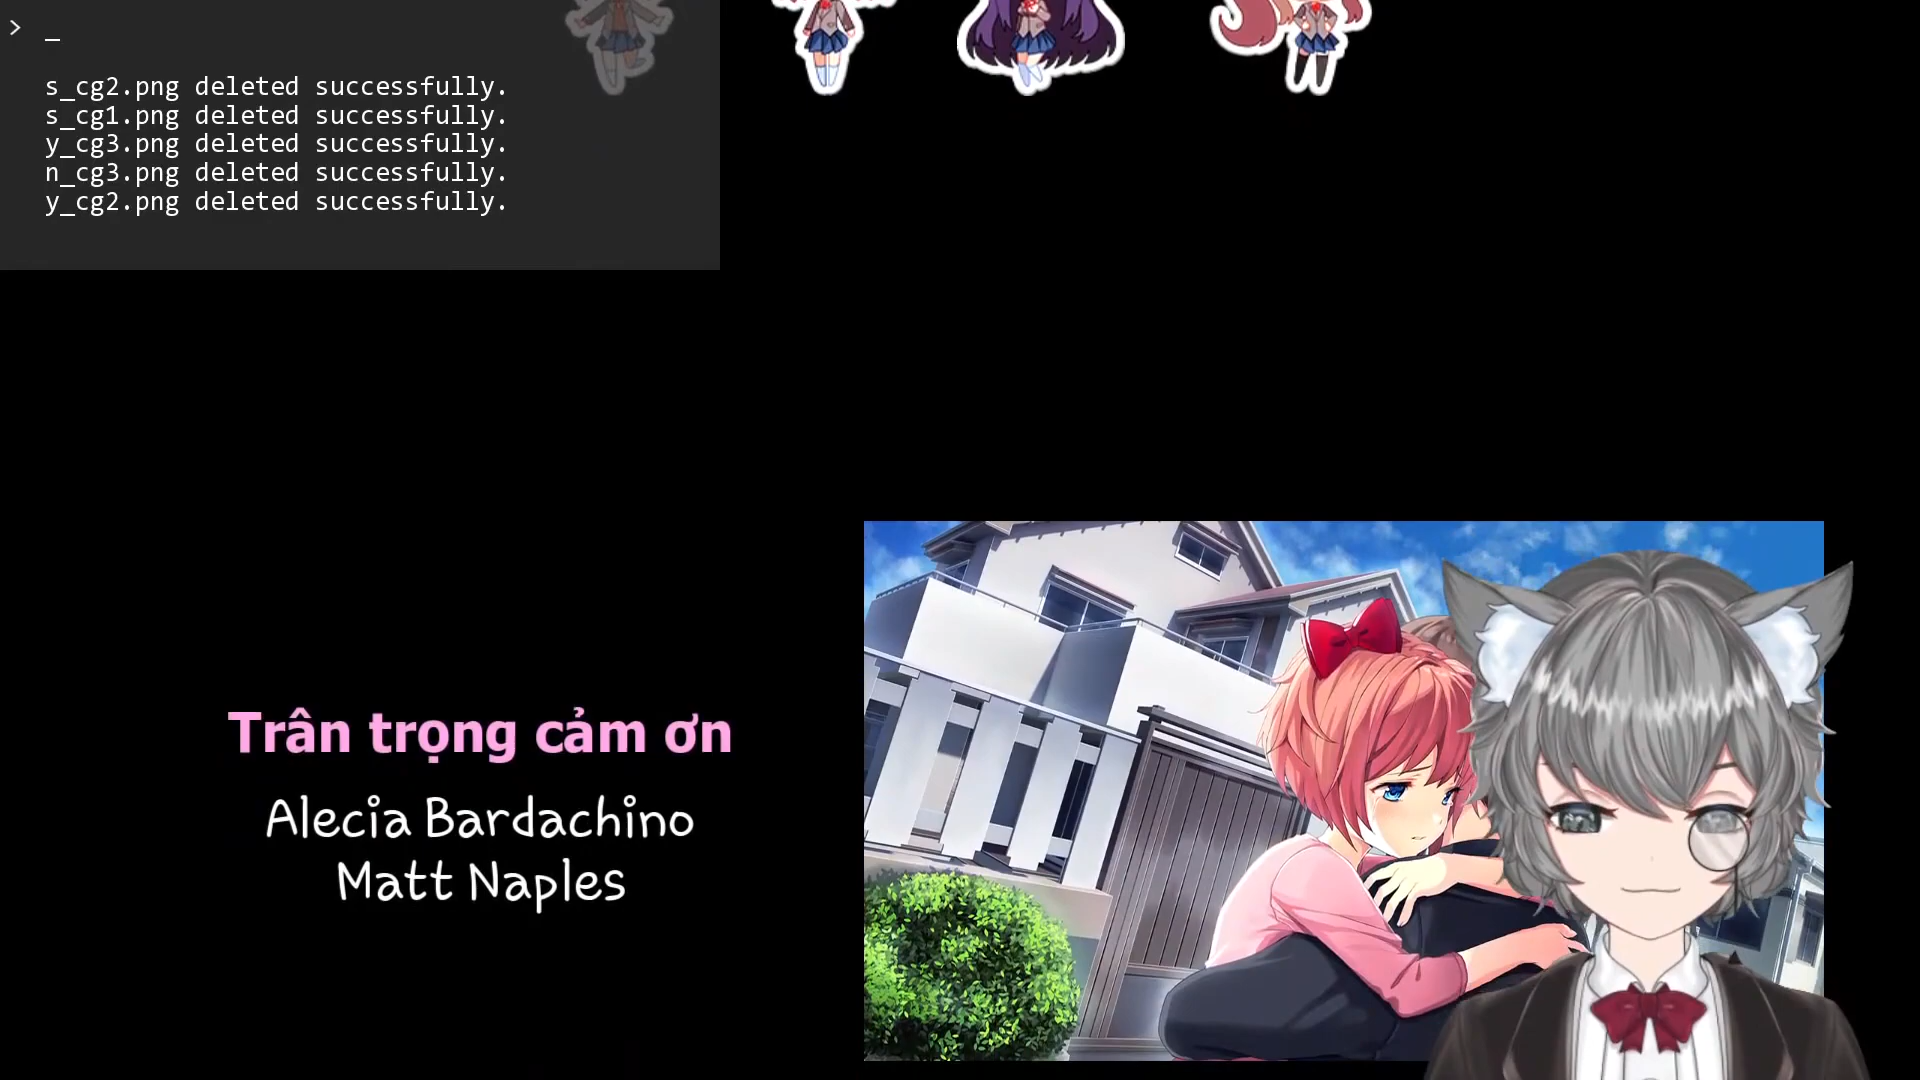 > _
s_cg2.png deleted successfully.
s_cg1.png deleted successfully.
y_cg3.png deleted successfully.
n_cg3.png deleted successfully.
y_cg2.png deleted successfully.
Trân trọng cảm ơn
Alecia Bardachino
Matt Naples